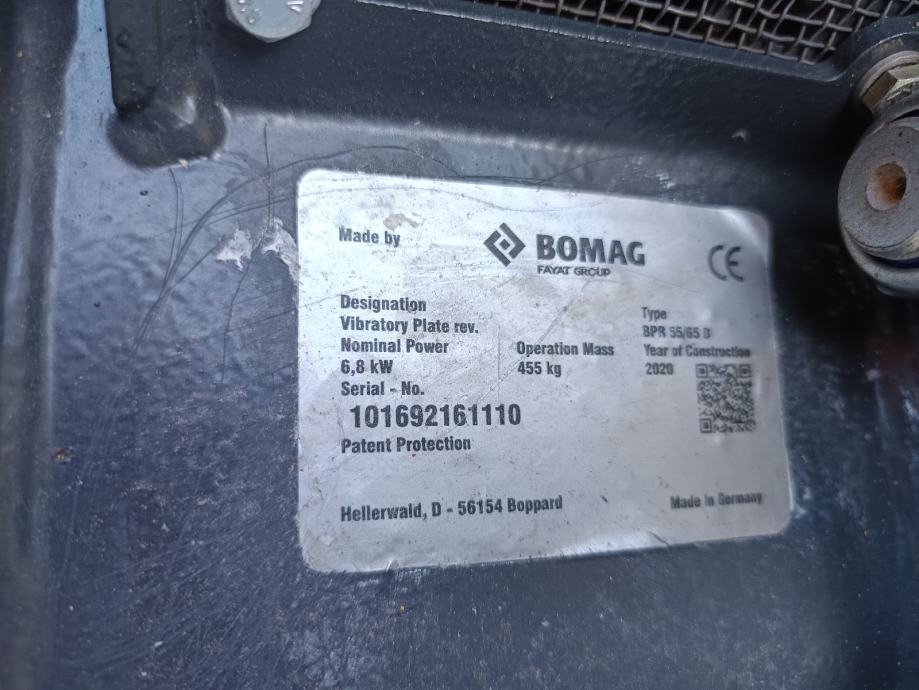 Made by
BOMAG
FAYAT GROUP
CE
Designation
Vibratory Plate rev.
Type
BPR 55/65 D
Nominal Power
6,8 kW
Operation Mass
455 kg
Year of Construction
2020
Serial - No.
101692161110
Patent Protection
Hellerwald, D - 56154 Boppard
Made in Germany